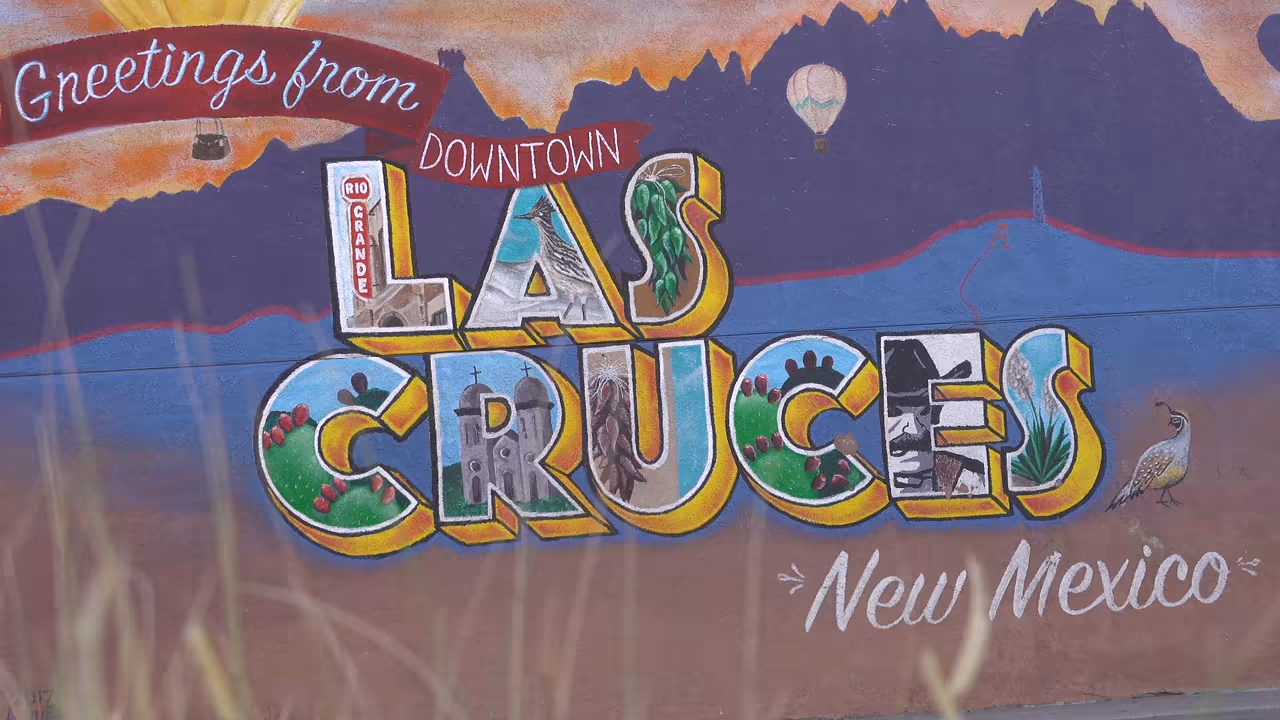 Greetings from
DOWNTOWN
LAS
RIO
GRANDE
CRUCES
New Mexico
A